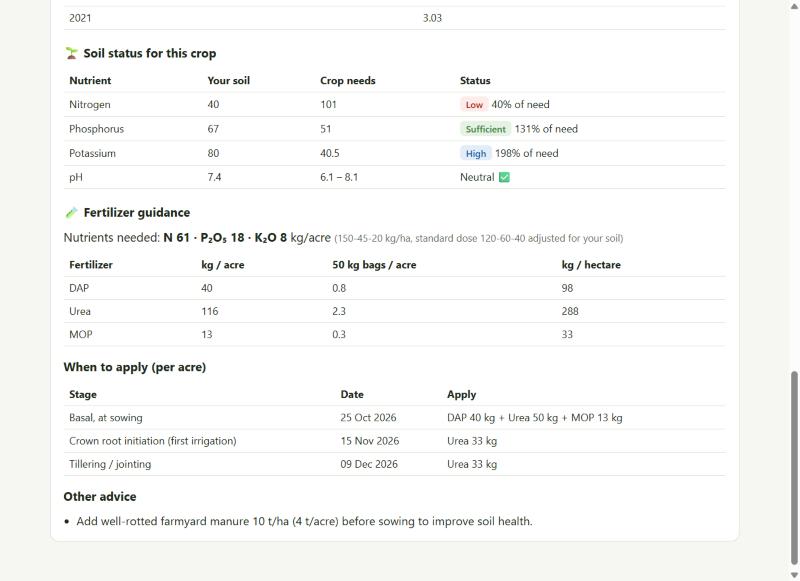 2021 3.03
Soil status for this crop
Nutrient Your soil Crop needs Status
Nitrogen 40 101 Low 40% of need
Phosphorus 67 51 Sufficient 131% of need
Potassium 80 40.5 High 198% of need
pH 7.4 6.1 – 8.1 Neutral ✅
Fertilizer guidance
Nutrients needed: N 61 · P₂O₅ 18 · K₂O 8 kg/acre (150-45-20 kg/ha, standard dose 120-60-40 adjusted for your soil)
Fertilizer kg / acre 50 kg bags / acre kg / hectare
DAP 40 0.8 98
Urea 116 2.3 288
MOP 13 0.3 33
When to apply (per acre)
Stage Date Apply
Basal, at sowing 25 Oct 2026 DAP 40 kg + Urea 50 kg + MOP 13 kg
Crown root initiation (first irrigation) 15 Nov 2026 Urea 33 kg
Tillering / jointing 09 Dec 2026 Urea 33 kg
Other advice
• Add well-rotted farmyard manure 10 t/ha (4 t/acre) before sowing to improve soil health.